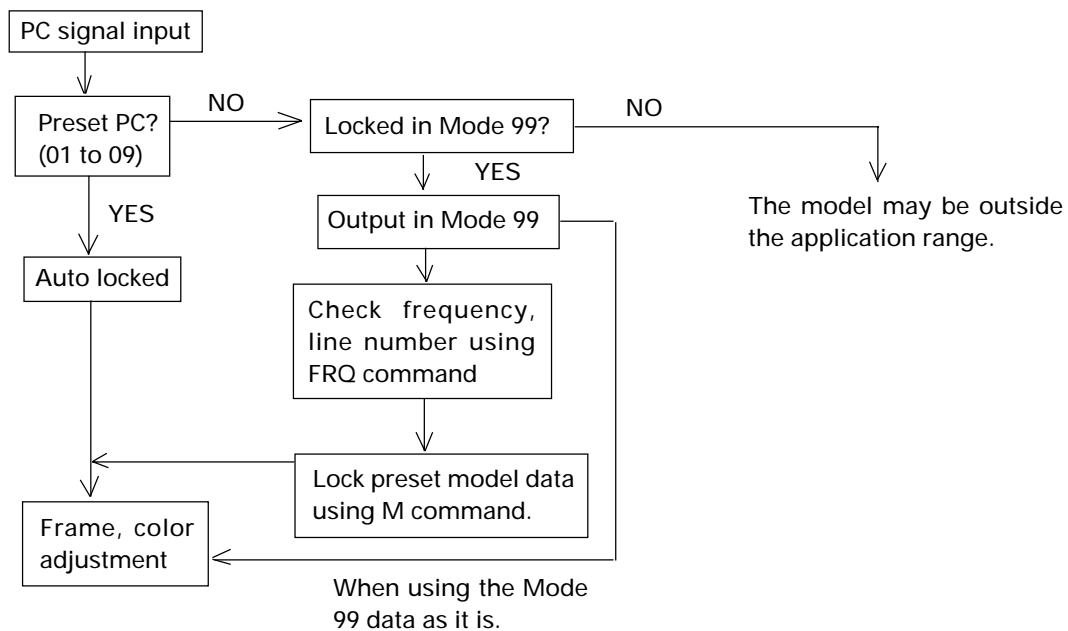 PC signal input
NO
NO
Preset PC?
(01 to 09)
Locked in Mode 99?
YES
YES
Output in Mode 99
The model may be outside
the application range.
Auto locked
Check frequency,
line number using
FRQ command
Lock preset model data
using M command.
Frame, color
adjustment
When using the Mode
99 data as it is.